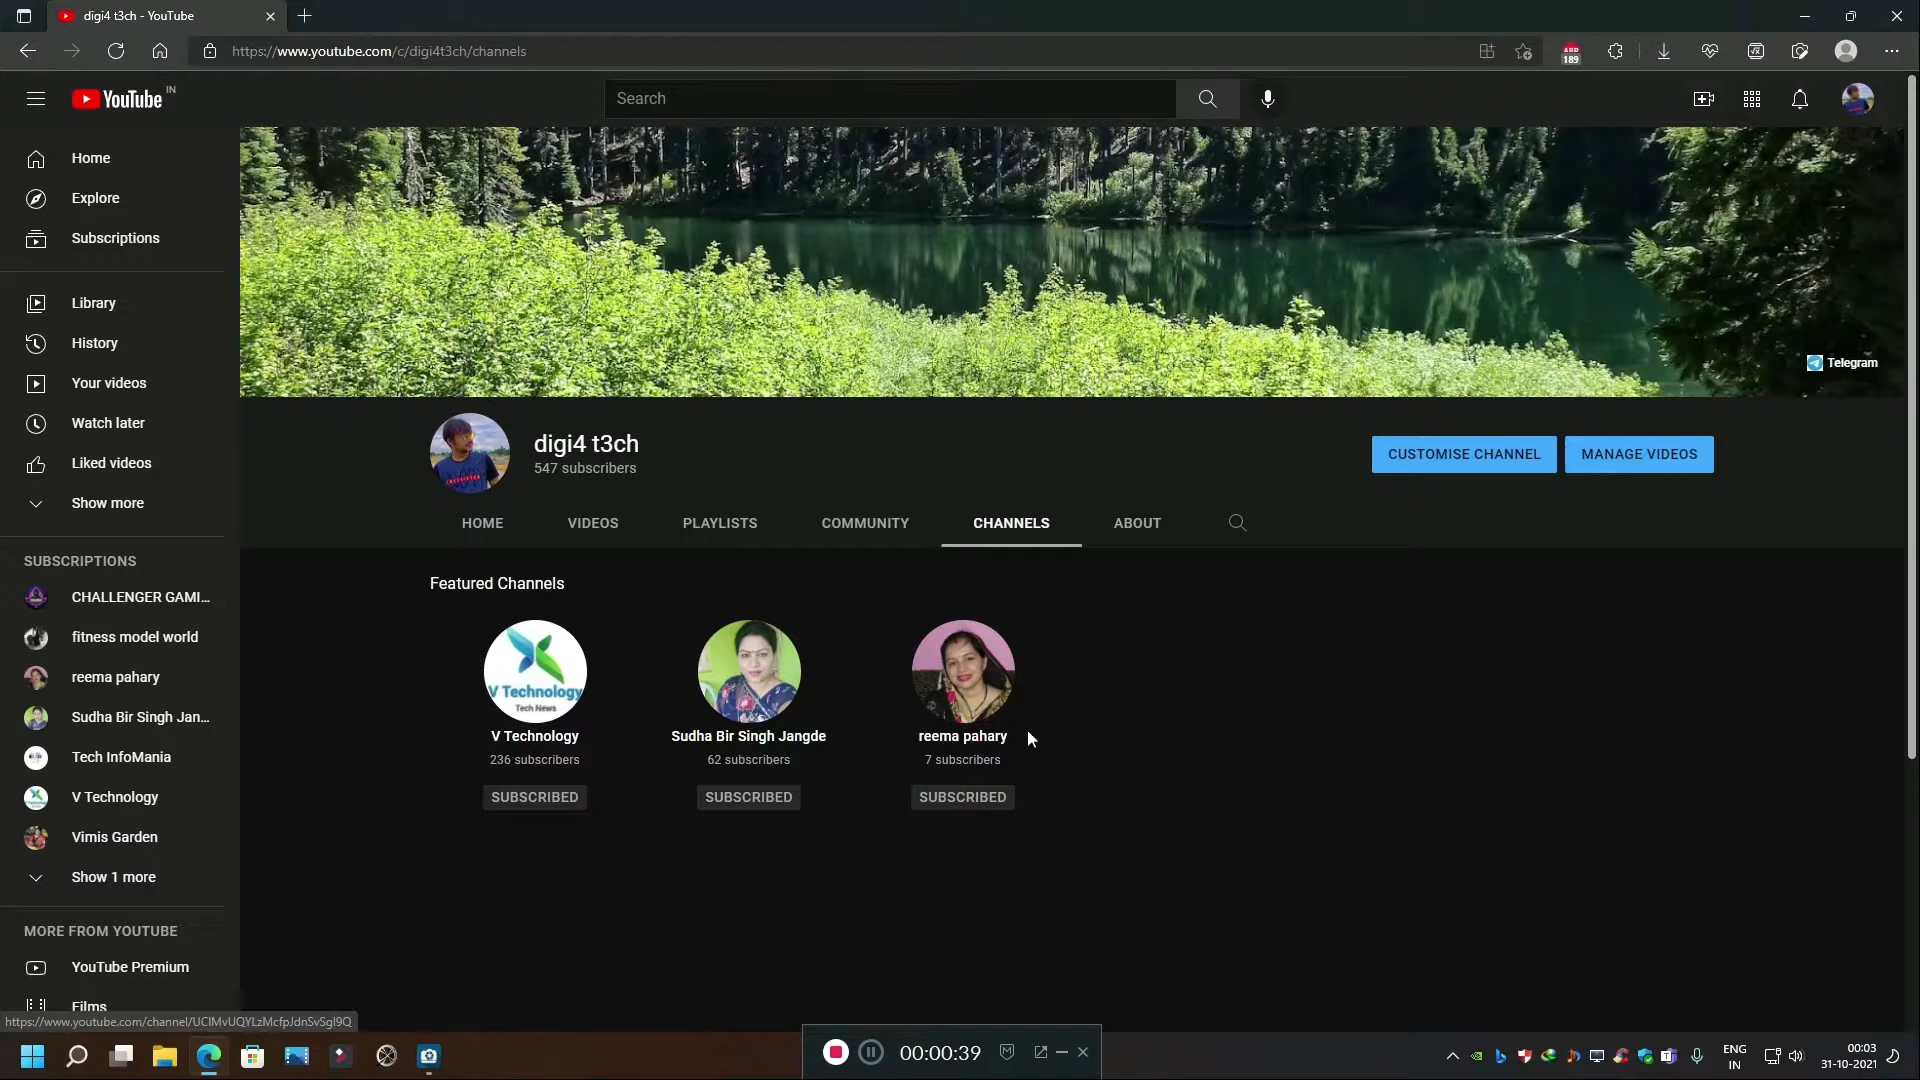 digi4 t3ch - YouTube
https://www.youtube.com/c/digi4t3ch/channels
ABP
189
YouTube IN
Search
Home
Explore
Subscriptions
Library
History
Your videos
Watch later
Liked videos
Show more
SUBSCRIPTIONS
CHALLENGER GAMI...
fitness model world
reema pahary
Sudha Bir Singh Jan...
Tech InfoMania
V Technology
Vimis Garden
Show 1 more
MORE FROM YOUTUBE
YouTube Premium
Films
Telegram
digi4 t3ch
547 subscribers
CUSTOMISE CHANNEL
MANAGE VIDEOS
HOME
VIDEOS
PLAYLISTS
COMMUNITY
CHANNELS
ABOUT
Featured Channels
V Technology
Tech News
V Technology
236 subscribers
SUBSCRIBED
Sudha Bir Singh Jangde
62 subscribers
SUBSCRIBED
reema pahary
7 subscribers
SUBSCRIBED
https://www.youtube.com/channel/UCIMvUQYLzMcfpJdnSvSgI9Q
00:00:39
ENG
IN
00:03
31-10-2021